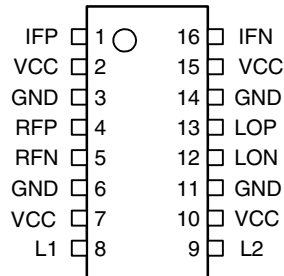 IFP 1 16 IFN
VCC 2 15 VCC
GND 3 14 GND
RFP 4 13 LOP
RFN 5 12 LON
GND 6 11 GND
VCC 7 10 VCC
L1 8 9 L2